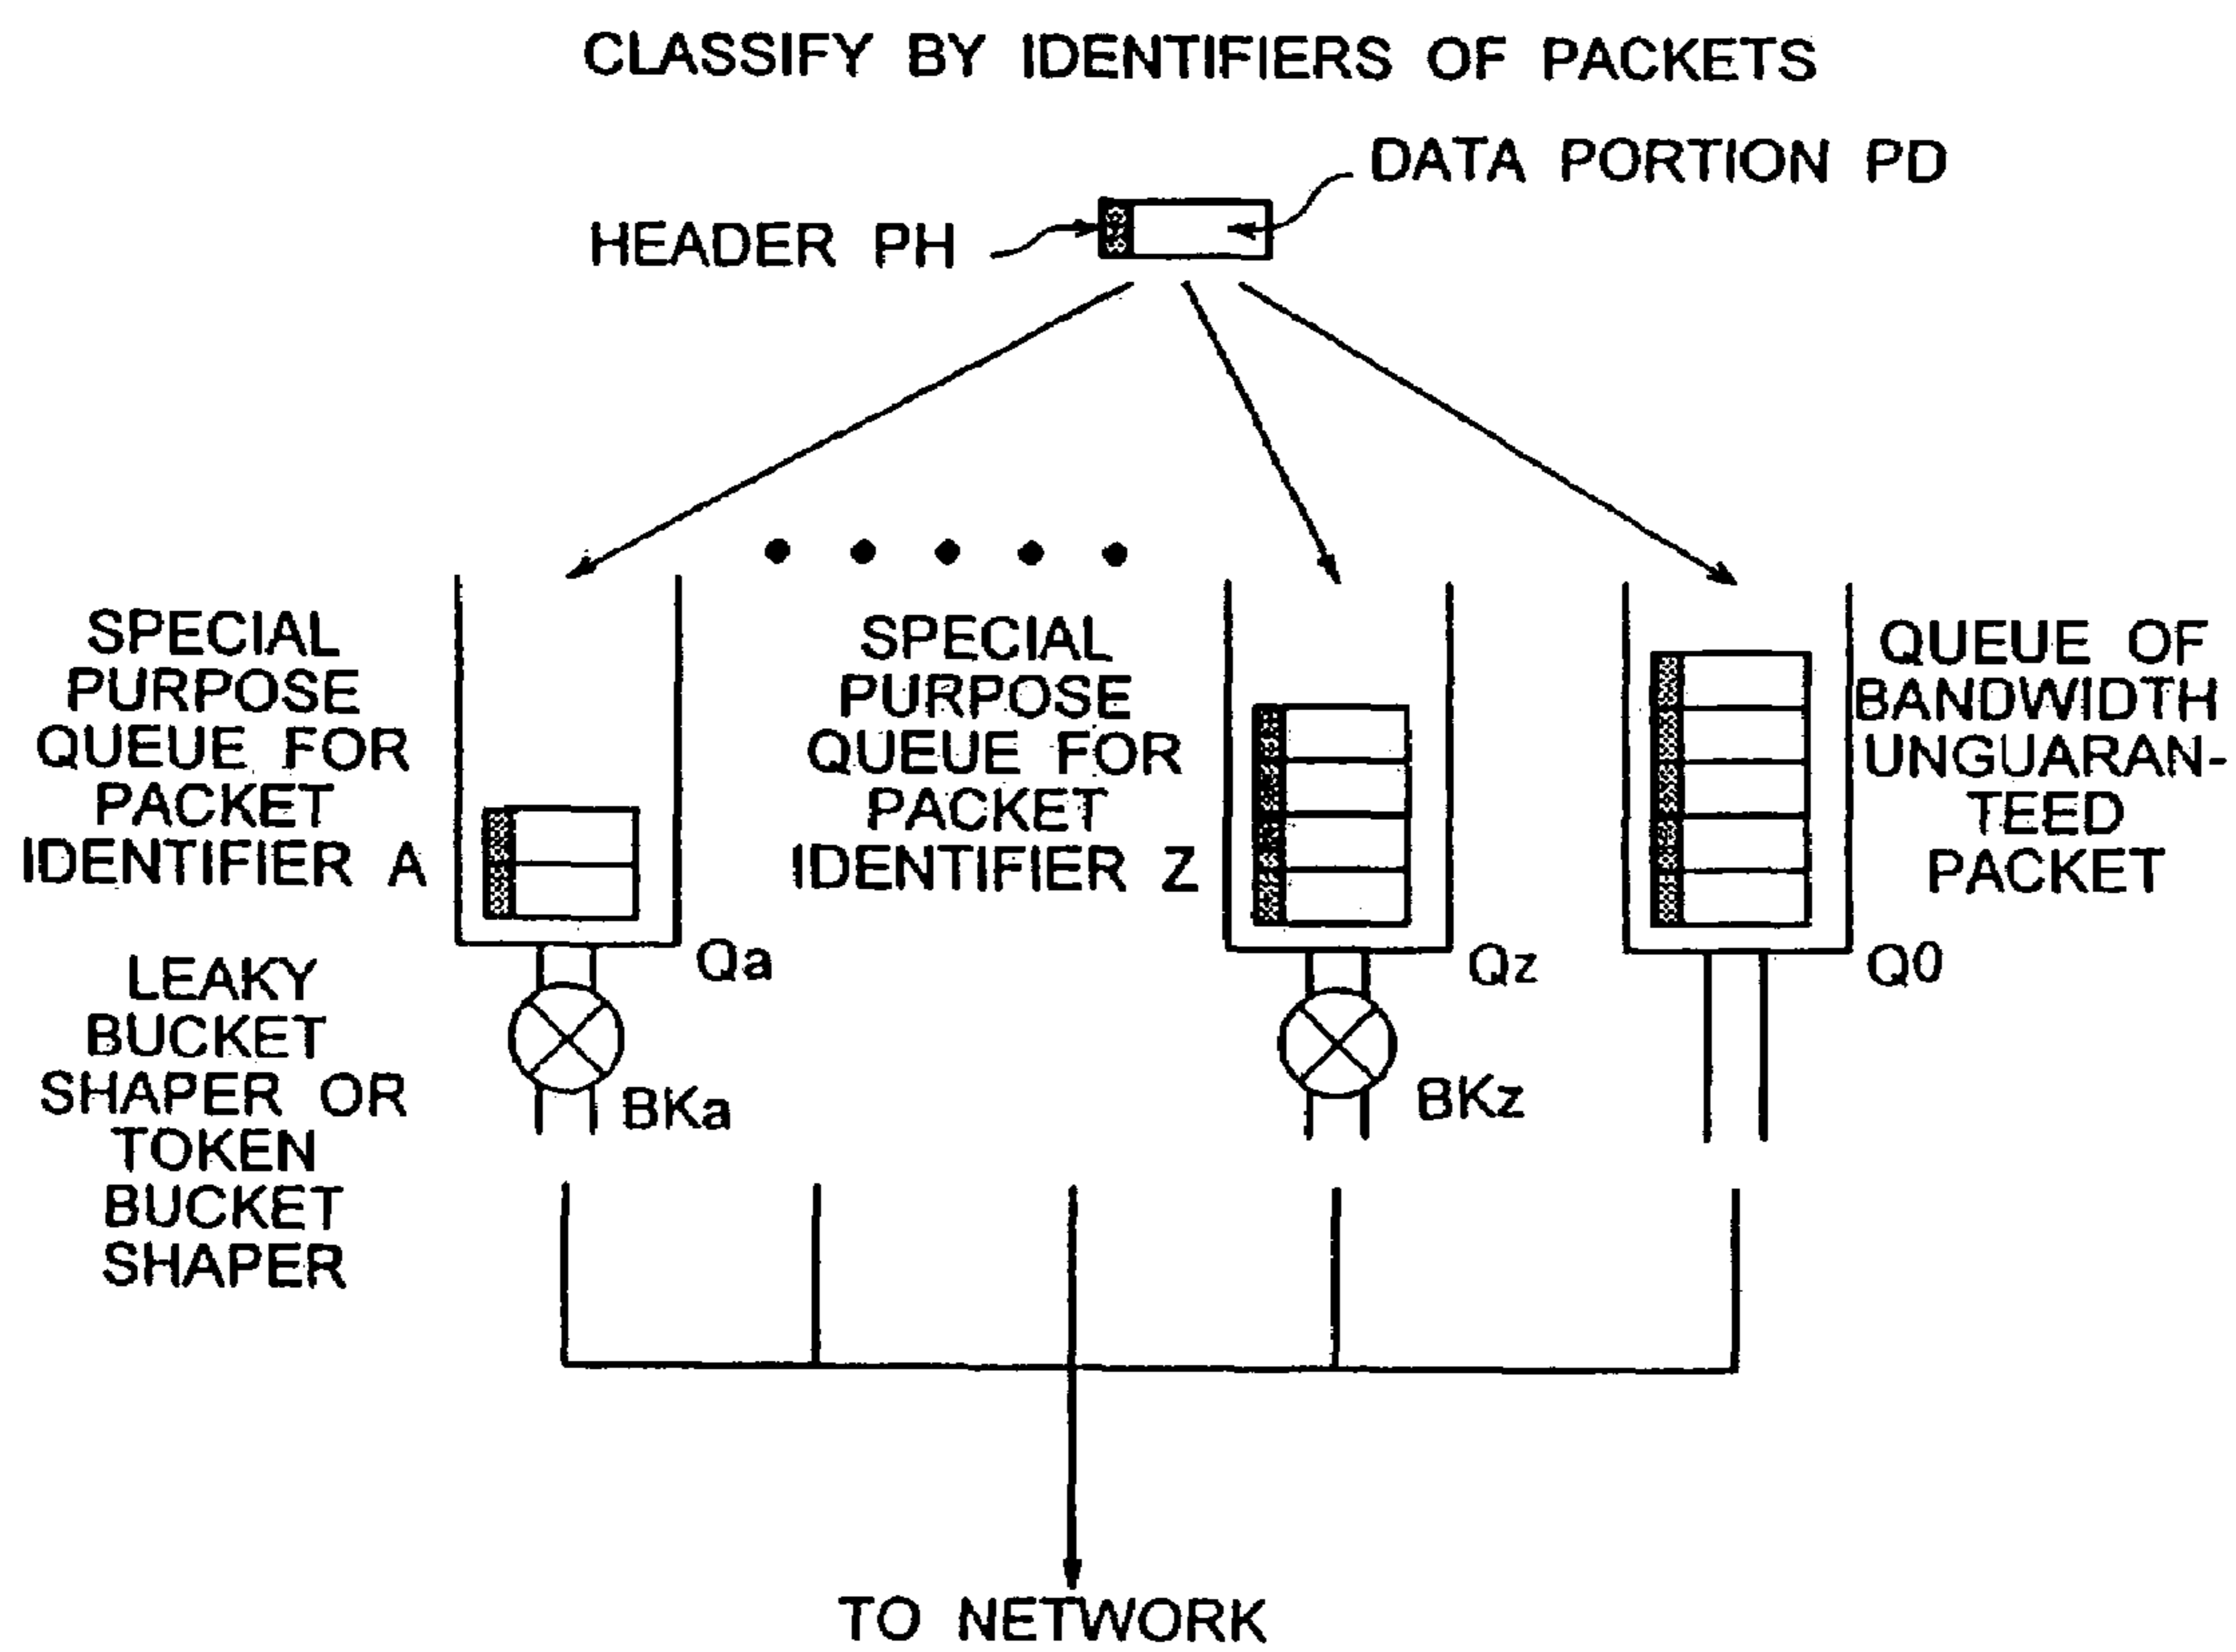 CLASSIFY BY IDENTIFIERS OF PACKETS
DATA PORTION PD
HEADER PH
SPECIAL
PURPOSE
QUEUE FOR
PACKET
IDENTIFIER A
SPECIAL
PURPOSE
QUEUE FOR
PACKET
IDENTIFIER Z
QUEUE OF
BANDWIDTH
UNGUARAN-
TEED
PACKET
Qa
Qz
Q0
LEAKY
BUCKET
SHAPER OR
TOKEN
BUCKET
SHAPER
BKa
BKz
TO NETWORK